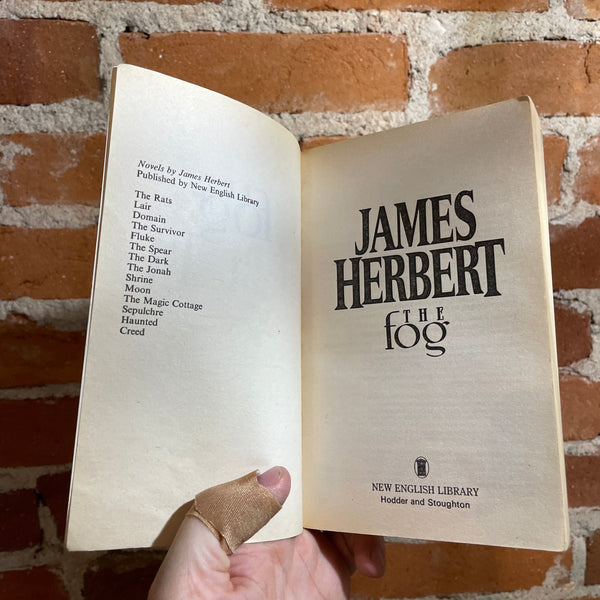 Novels by James Herbert
Published by New English Library
The Rats
Lair
Domain
The Survivor
Fluke
The Spear
The Dark
The Jonah
Shrine
Moon
The Magic Cottage
Sepulchre
Haunted
Creed
JAMES
HERBERT
THE
fog
NEW ENGLISH LIBRARY
Hodder and Stoughton